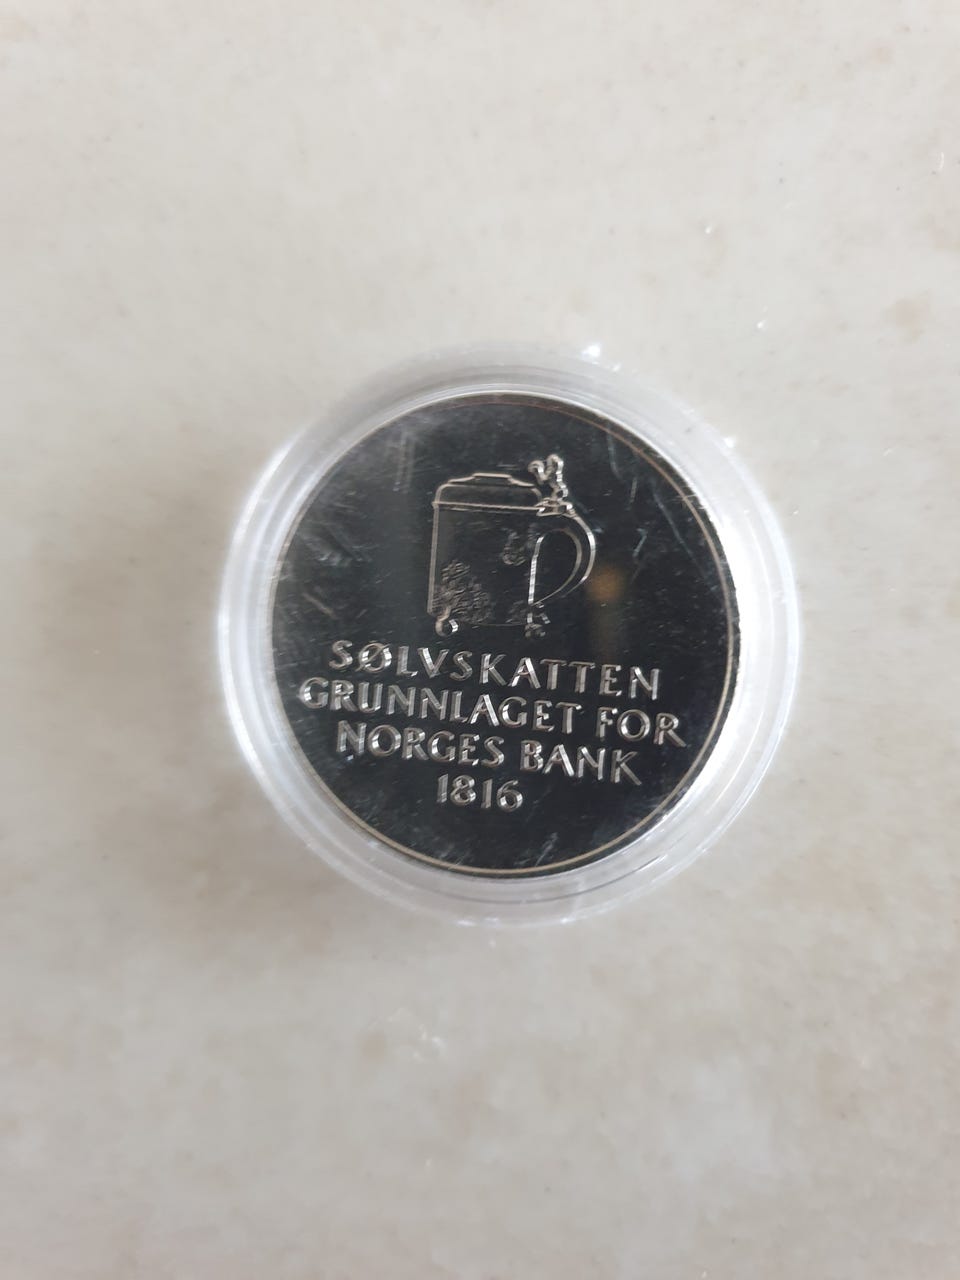 SØLVSKATTEN
GRUNNLAGET FOR
NORGES BANK
1816